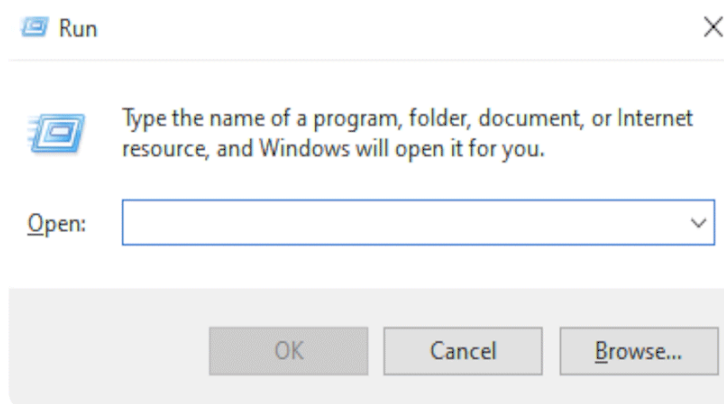 Run
Type the name of a program, folder, document, or Internet
resource, and Windows will open it for you.
Open:
OK Cancel Browse...